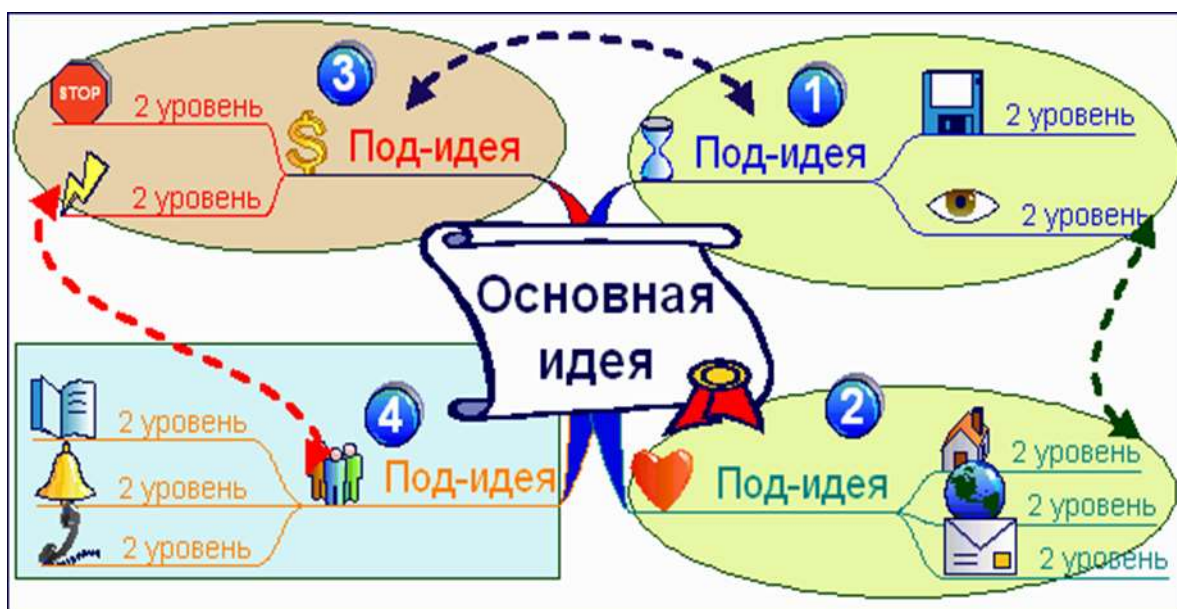 STOP
2 уровень
3
Под-идея
2 уровень
1
Под-идея
2 уровень
2 уровень
Основная
идея
4
Под-идея
2 уровень
2 уровень
2 уровень
2
Под-идея
2 уровень
2 уровень
2 уровень